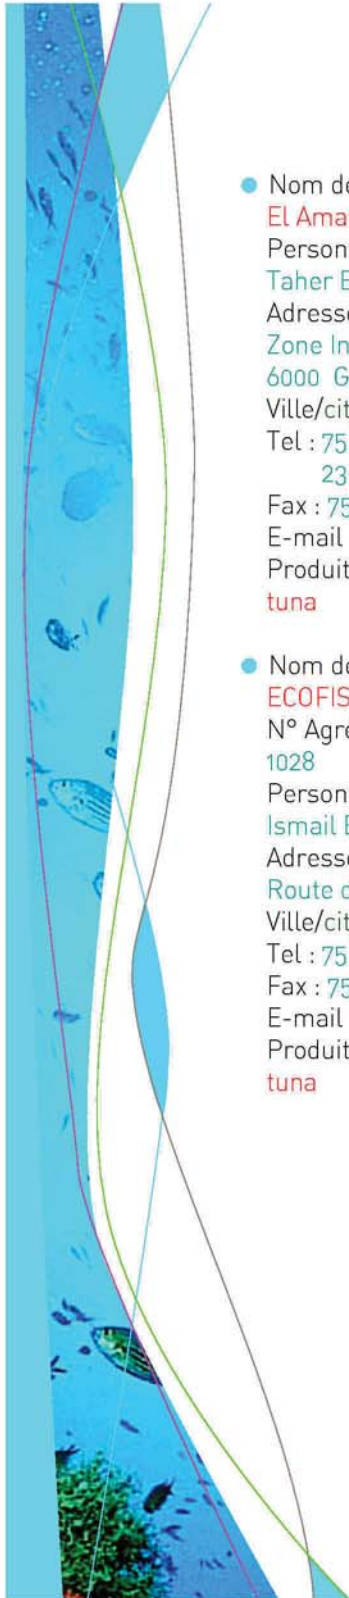 Nom de
El Ama
Person
Taher E
Adresse
Zone In
6000 G
Ville/cit
Tel : 75
23
Fax : 75
E-mail
Produit
tuna
Nom de
ECOFIS
N° Agré
1028
Person
Ismail E
Adresse
Route d
Ville/cit
Tel : 75
Fax : 75
E-mail
Produit
tuna